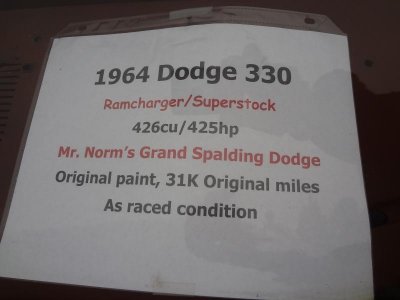 1964 Dodge 330
Ramcharger/Superstock
426cu/425hp
Mr. Norm's Grand Spalding Dodge
Original paint, 31K Original miles
As raced condition